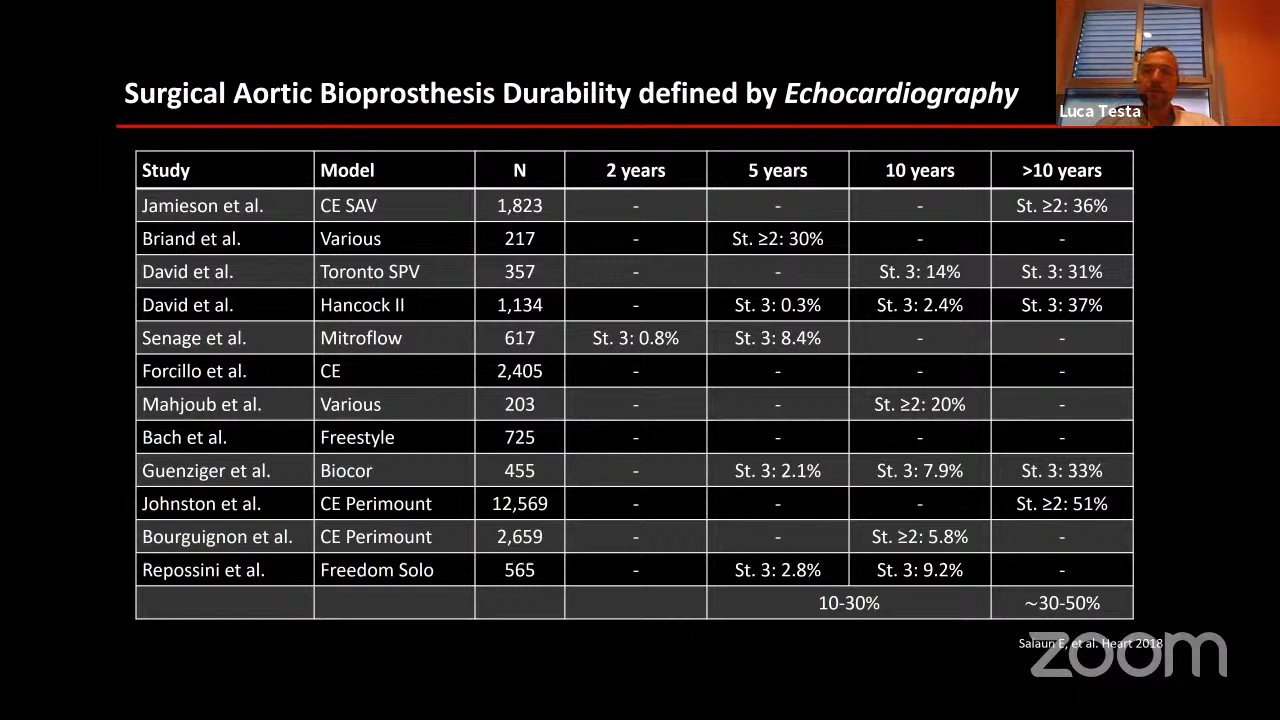 Surgical Aortic Bioprosthesis Durability defined by Echocardiography
Luca Testa
Study Model N 2 years 5 years 10 years >10 years
Jamieson et al. CE SAV 1,823 - - - St. ≥2: 36%
Briand et al. Various 217 - St. ≥2: 30% - -
David et al. Toronto SPV 357 - - St. 3: 14% St. 3: 31%
David et al. Hancock II 1,134 - St. 3: 0.3% St. 3: 2.4% St. 3: 37%
Senage et al. Mitroflow 617 St. 3: 0.8% St. 3: 8.4% - -
Forcillo et al. CE 2,405 - - - -
Mahjoub et al. Various 203 - - St. ≥2: 20% -
Bach et al. Freestyle 725 - - - -
Guenziger et al. Biocor 455 - St. 3: 2.1% St. 3: 7.9% St. 3: 33%
Johnston et al. CE Perimount 12,569 - - - St. ≥2: 51%
Bourguignon et al. CE Perimount 2,659 - - St. ≥2: 5.8% -
Repossini et al. Freedom Solo 565 - St. 3: 2.8% St. 3: 9.2% -
10-30% ~30-50%
Salaun E, et al. Heart 2018
zoom